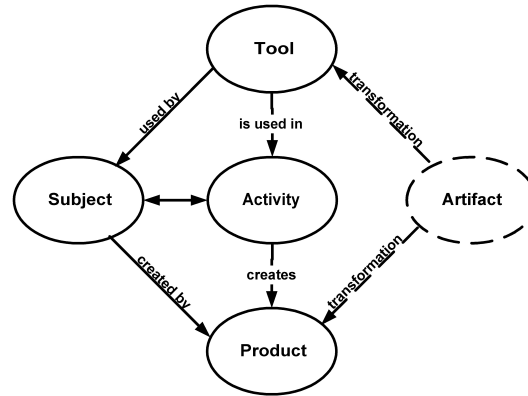 Tool
used by
transformation
is used in
Subject
Activity
Artifact
created by
creates
transformation
Product